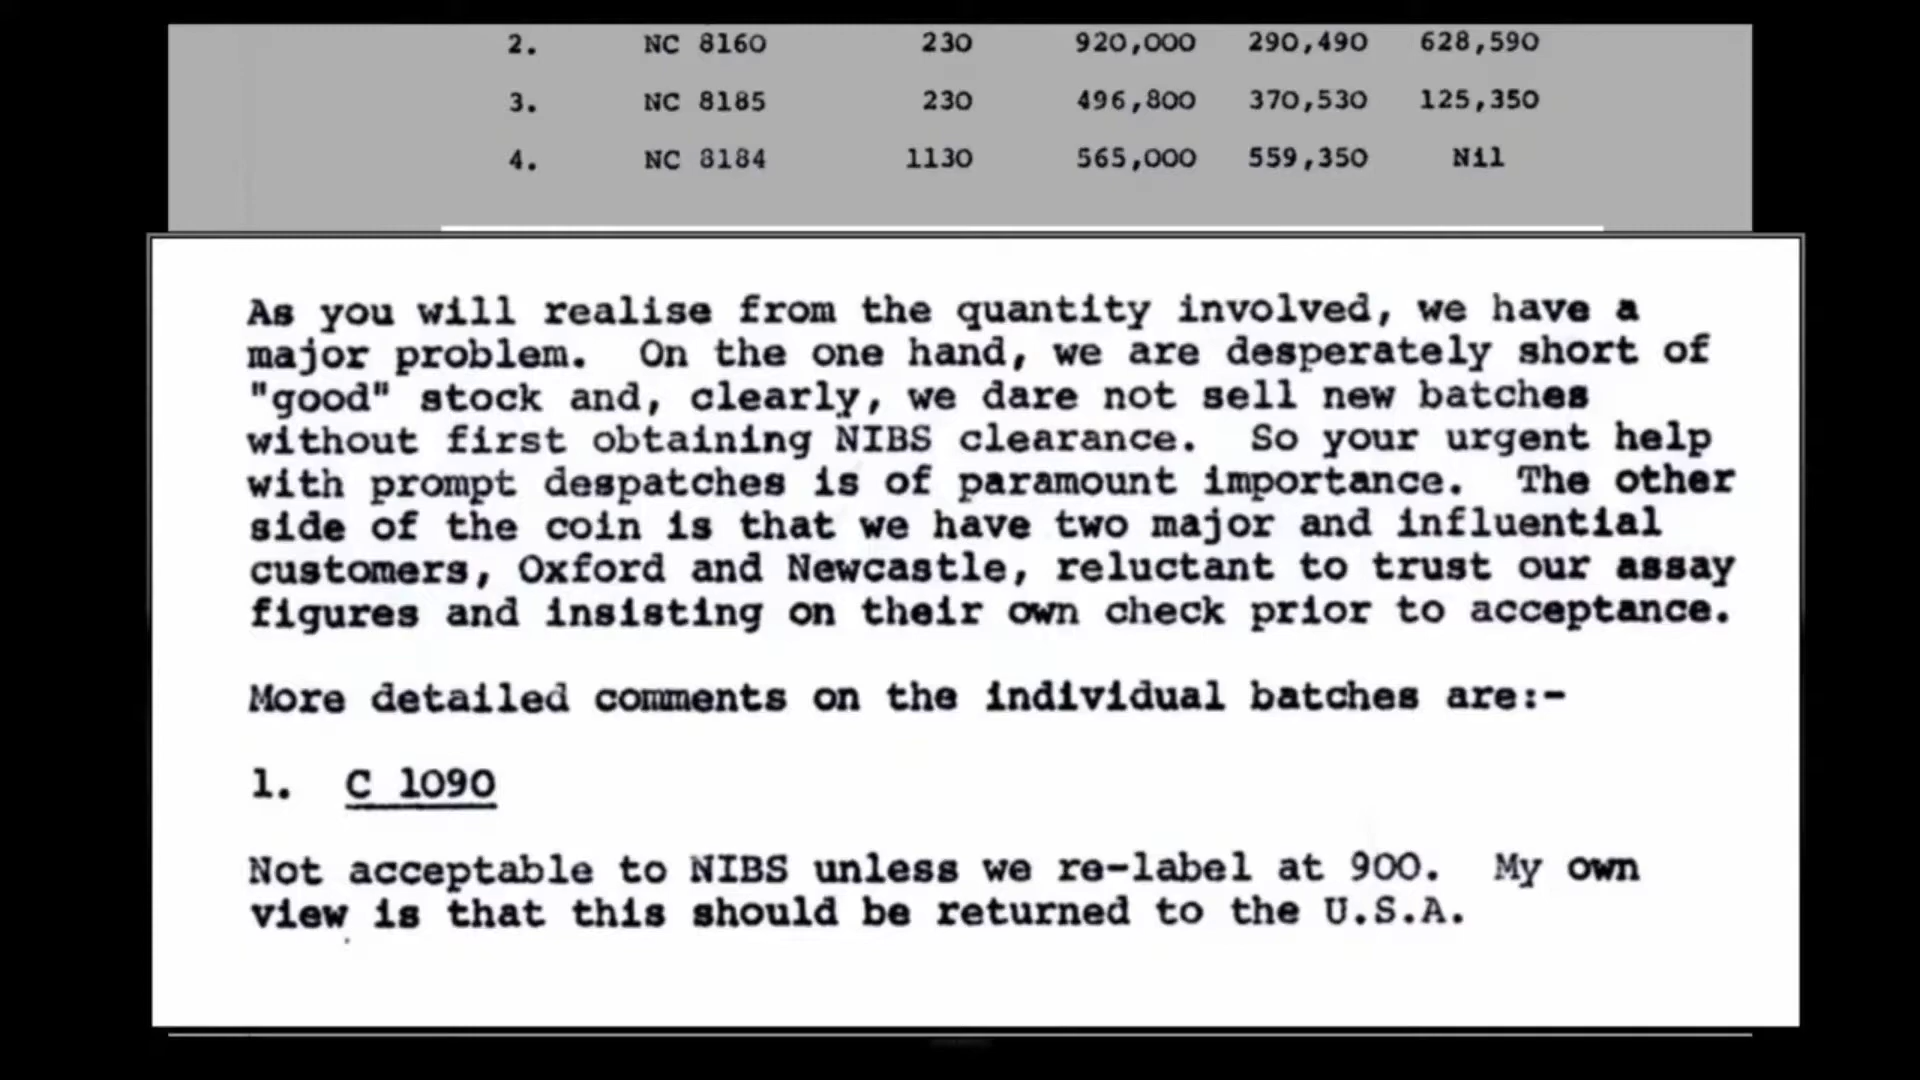 2. NC 8160 230 920,000 290,490 628,590
3. NC 8185 230 496,800 370,530 125,350
4. NC 8184 1130 565,000 559,350 Nil
As you will realise from the quantity involved, we have a
major problem. On the one hand, we are desperately short of
"good" stock and, clearly, we dare not sell new batches
without first obtaining NIBS clearance. So your urgent help
with prompt despatches is of paramount importance. The other
side of the coin is that we have two major and influential
customers, Oxford and Newcastle, reluctant to trust our assay
figures and insisting on their own check prior to acceptance.
More detailed comments on the individual batches are:-
1. C 1090
Not acceptable to NIBS unless we re-label at 900. My own
view is that this should be returned to the U.S.A.